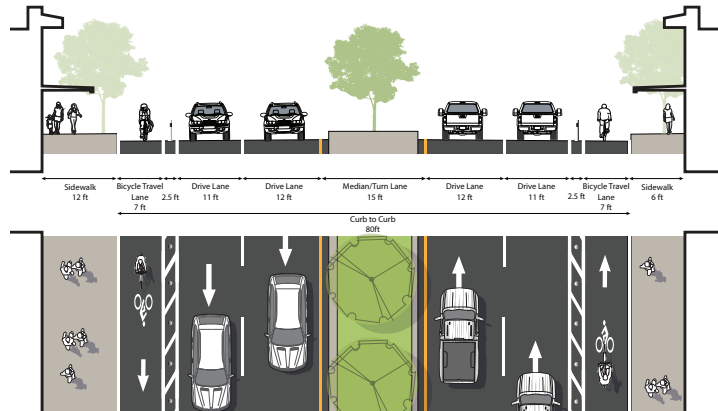 Sidewalk
12 ft
Bicycle Travel
Lane
7 ft
2.5 ft
Drive Lane
11 ft
Drive Lane
12 ft
Median/Turn Lane
15 ft
Drive Lane
12 ft
Drive Lane
11 ft
2.5 ft
Bicycle Travel
Lane
7 ft
Sidewalk
6 ft
Curb to Curb
80ft